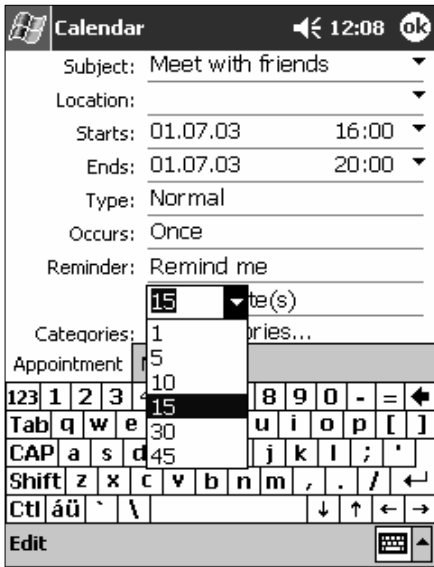 Calendar 12:08 ok
Subject: Meet with friends
Location:
Starts: 01.07.03 16:00
Ends: 01.07.03 20:00
Type: Normal
Occurs: Once
Reminder: Remind me
15 te(s)
Categories: ries...
1
5
10
15
30
45
Appointment
123 1 2 3 8 9 0 - =
Tab q w e u i o p [ ]
CAP a s d j k l ; '
Shift z x c v b n m , . /
Ctl áü ` \
Edit